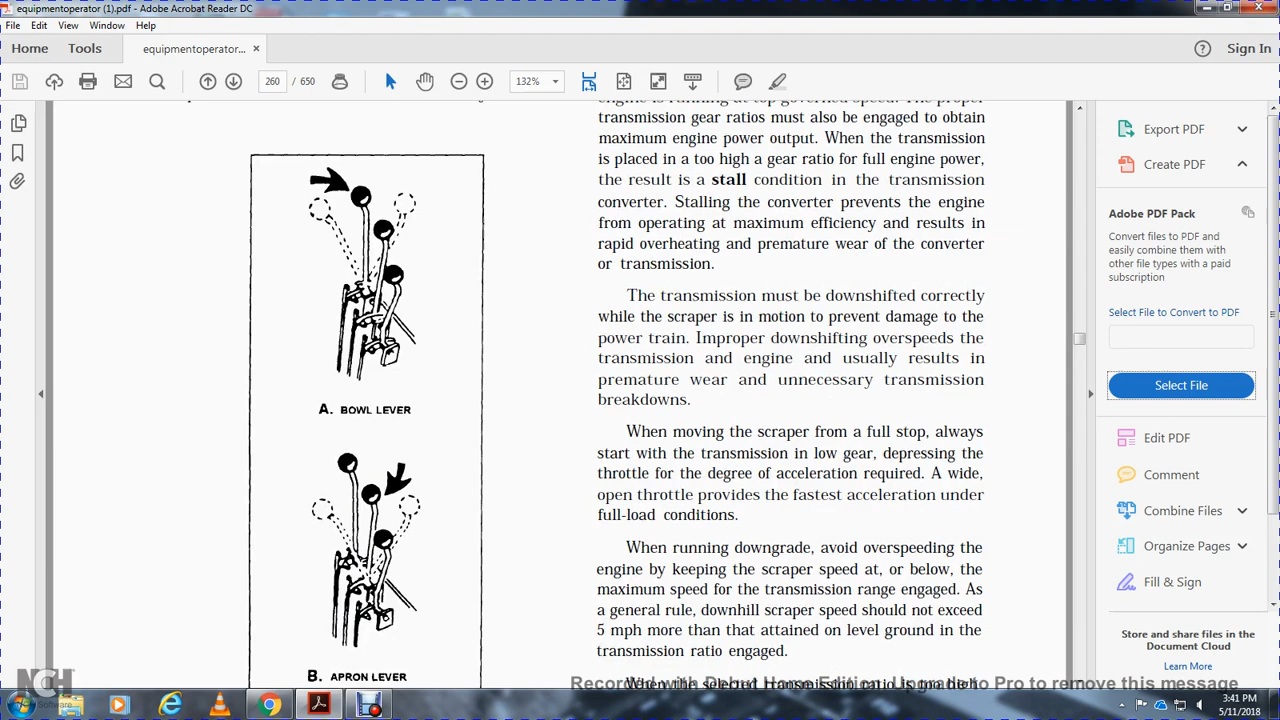 equipmentoperator (1).pdf - Adobe Acrobat Reader DC
File Edit View Window Help
Home Tools equipmentoperator... × Sign In
260 / 650 132%
engine is running at top governed speed. The proper
transmission gear ratios must also be engaged to obtain
maximum engine power output. When the transmission
is placed in a too high a gear ratio for full engine power,
the result is a stall condition in the transmission
converter. Stalling the converter prevents the engine
from operating at maximum efficiency and results in
rapid overheating and premature wear of the converter
or transmission.
The transmission must be downshifted correctly
while the scraper is in motion to prevent damage to the
power train. Improper downshifting overspeeds the
transmission and engine and usually results in
premature wear and unnecessary transmission
breakdowns.
When moving the scraper from a full stop, always
start with the transmission in low gear, depressing the
throttle for the degree of acceleration required. A wide,
open throttle provides the fastest acceleration under
full-load conditions.
When running downgrade, avoid overspeeding the
engine by keeping the scraper speed at, or below, the
maximum speed for the transmission range engaged. As
a general rule, downhill scraper speed should not exceed
5 mph more than that attained on level ground in the
transmission ratio engaged.
A. BOWL LEVER
B. APRON LEVER
Export PDF
Create PDF
Adobe PDF Pack
Convert files to PDF and
easily combine them with
other file types with a paid
subscription
Select File to Convert to PDF
Select File
Edit PDF
Comment
Combine Files
Organize Pages
Fill & Sign
Store and share files in the
Document Cloud
Learn More
NCH
Software
3:41 PM
5/11/2018